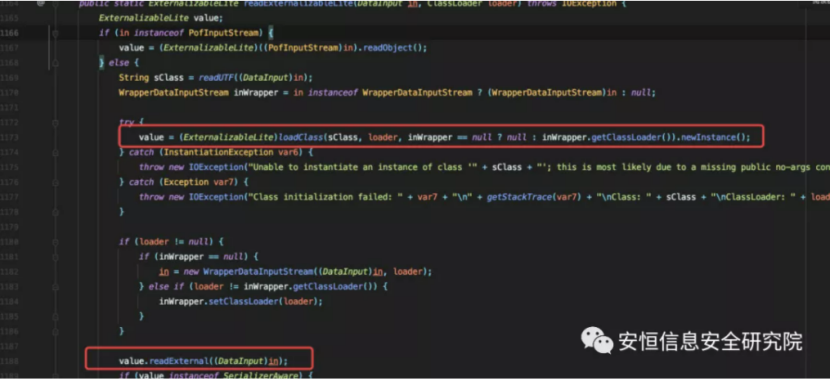 public static ExternalizableLite readExternalizableLite(DataInput in, ClassLoader loader) throws IOException {
ExternalizableLite value;
1166 if (in instanceof PofInputStream) {
1167 value = (ExternalizableLite)((PofInputStream)in).readObject();
1168 } else {
1169 String sClass = readUTF((DataInput)in);
1170 WrapperDataInputStream inWrapper = in instanceof WrapperDataInputStream ? (WrapperDataInputStream)in : null;
1171
1172 try {
1173 value = (ExternalizableLite)loadClass(sClass, loader, inWrapper == null ? null : inWrapper.getClassLoader()).newInstance();
1174 } catch (InstantiationException var6) {
1175 throw new IOException("Unable to instantiate an instance of class '" + sClass + "'; this is most likely due to a missing public no-args con
1176 } catch (Exception var7) {
1177 throw new IOException("Class initialization failed: " + var7 + "\n" + getStackTrace(var7) + "\nClass: " + sClass + "\nClassLoader: " + load
1178 }
1179
1180 if (loader != null) {
1181 if (inWrapper == null) {
1182 in = new WrapperDataInputStream((DataInput)in, loader);
1183 } else if (loader != inWrapper.getClassLoader()) {
1184 inWrapper.setClassLoader(loader);
1185 }
1186 }
1187
1188 value.readExternal((DataInput)in);
if (value instanceof SerializerAware) {
安恒信息安全研究院